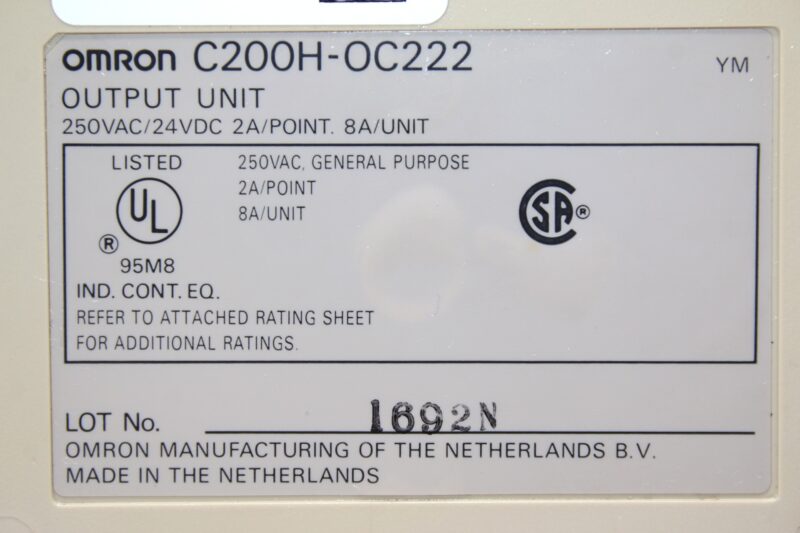 OMRON C200H-OC222 YM
OUTPUT UNIT
250VAC/24VDC 2A/POINT. 8A/UNIT
LISTED
UL
®
95M8
250VAC, GENERAL PURPOSE
2A/POINT
8A/UNIT
SA ®
IND. CONT. EQ.
REFER TO ATTACHED RATING SHEET
FOR ADDITIONAL RATINGS.
LOT No. 1692N
OMRON MANUFACTURING OF THE NETHERLANDS B.V.
MADE IN THE NETHERLANDS